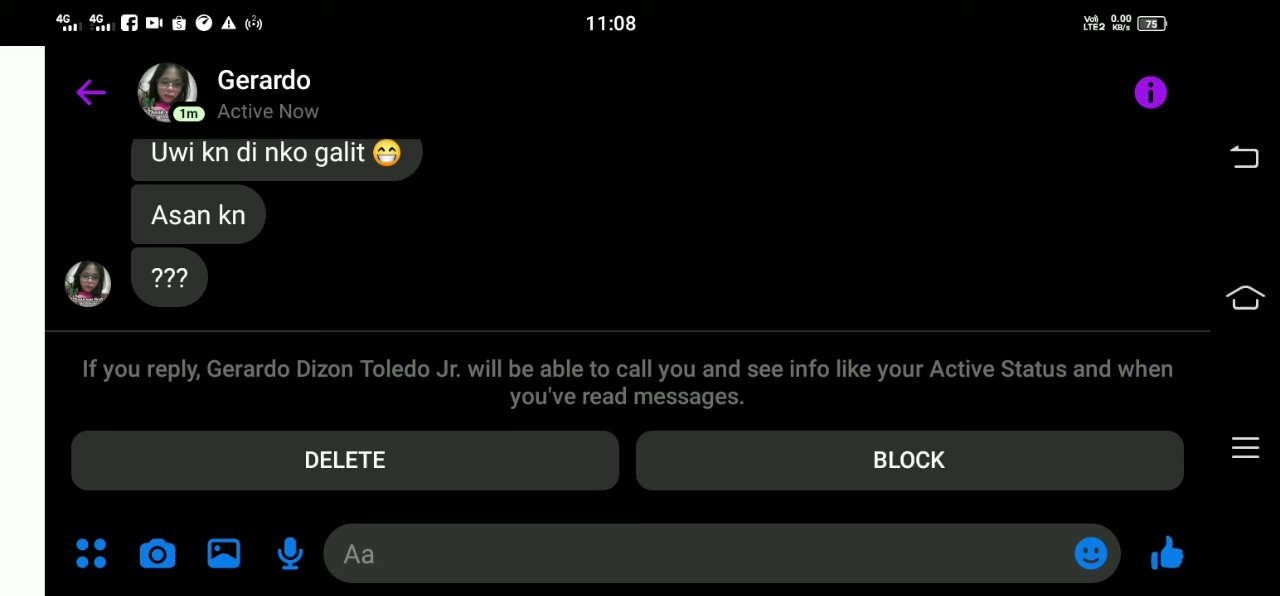 4G 4G 11:08 Vo) LTE2 0.00 KB/s 75
Gerardo
1m Active Now
Uwi kn di nko galit 😁
Asan kn
???
If you reply, Gerardo Dizon Toledo Jr. will be able to call you and see info like your Active Status and when
you've read messages.
DELETE BLOCK
Aa